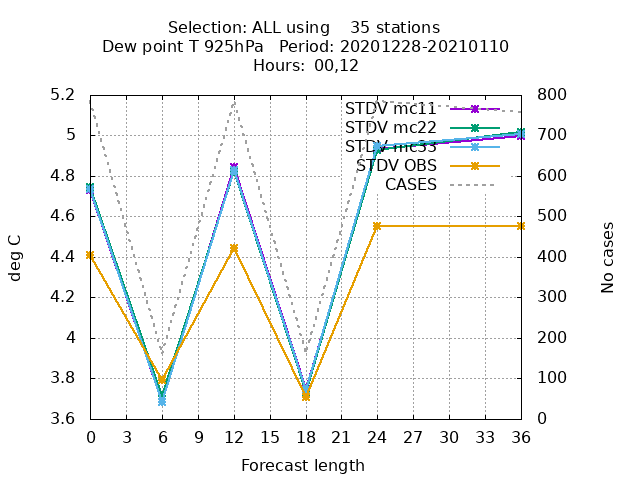 Selection: ALL using    35 stations
Dew point T 925hPa   Period: 20201228-20210110
Hours:  00,12
5.2
5
4.8
4.6
4.4
4.2
4
3.8
3.6
deg C
STDV mc11
STDV mc22
STDV mc33
STDV OBS
CASES
800
700
600
500
400
300
200
100
0
No cases
0 3 6 9 12 15 18 21 24 27 30 33 36
Forecast length